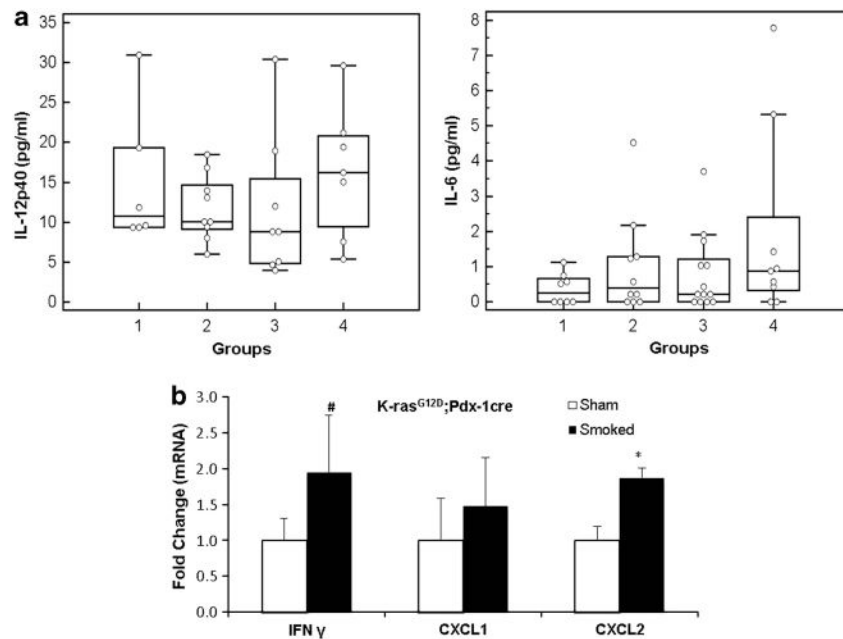 a
IL-12p40 (pg/ml)
35
30
25
20
15
10
5
0
1 2 3 4
Groups
IL-6 (pg/ml)
8
7
6
5
4
3
2
1
0
1 2 3 4
Groups
b
Fold Change (mRNA)
3.0
2.5
2.0
1.5
1.0
0.5
0.0
K-rasG12D;Pdx-1cre
Sham
Smoked
#
*
IFN γ CXCL1 CXCL2